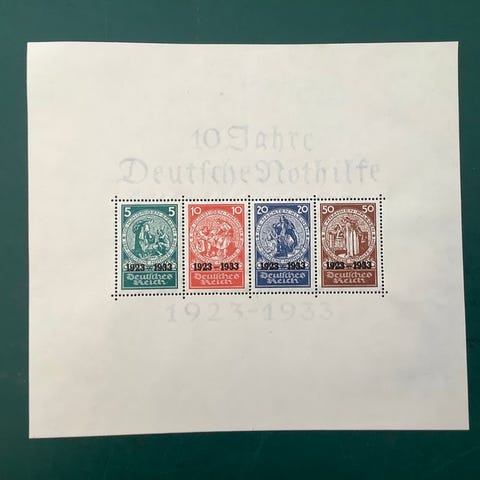 10 Jahre
Deutsche Nothilfe
5 5 10 10 20 20 50 50
1923-1933 1923-1933 1923-1933 1923-1933
Deutsches Reich Deutsches Reich Deutsches Reich Deutsches Reich
1923-1933